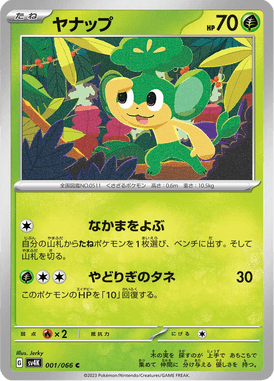 たね
ヤナップ
HP 70
全国図鑑NO.0511 くさざるポケモン 高さ:0.6m 重さ:10.5kg
なかまをよぶ
自分の山札からたねポケモンを1枚選び、ベンチに出す。そして山札を切る。
やどりぎのタネ 30
このポケモンのHPを「10」回復する。
弱点 ×2 抵抗力 にげる
Illus. Jerky
SV4K 001/066 C
©2023 Pokémon/Nintendo/Creatures/GAME FREAK.